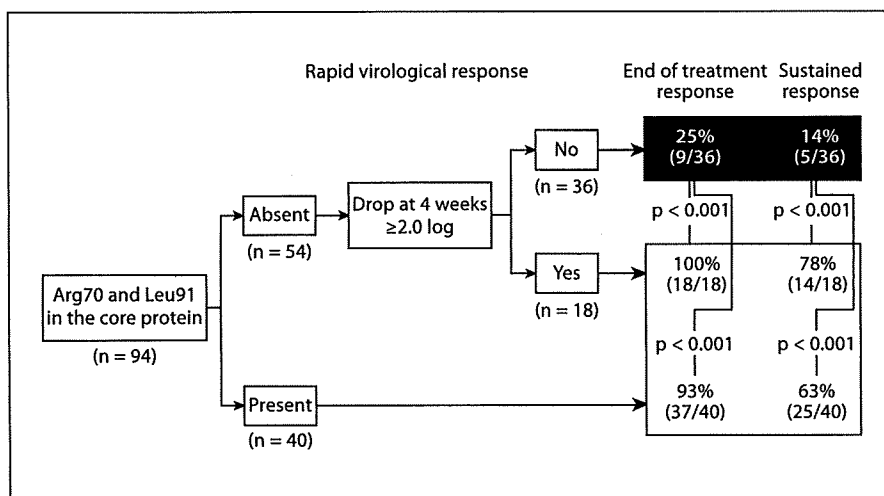 Rapid virological response
End of treatment
response
Sustained
response
Arg70 and Leu91
in the core protein
(n = 94)
Absent
(n = 54)
Drop at 4 weeks
≥2.0 log
No
(n = 36)
25%
(9/36)
14%
(5/36)
p < 0.001
p < 0.001
Yes
(n = 18)
100%
(18/18)
78%
(14/18)
p < 0.001
p < 0.001
Present
(n = 40)
93%
(37/40)
63%
(25/40)